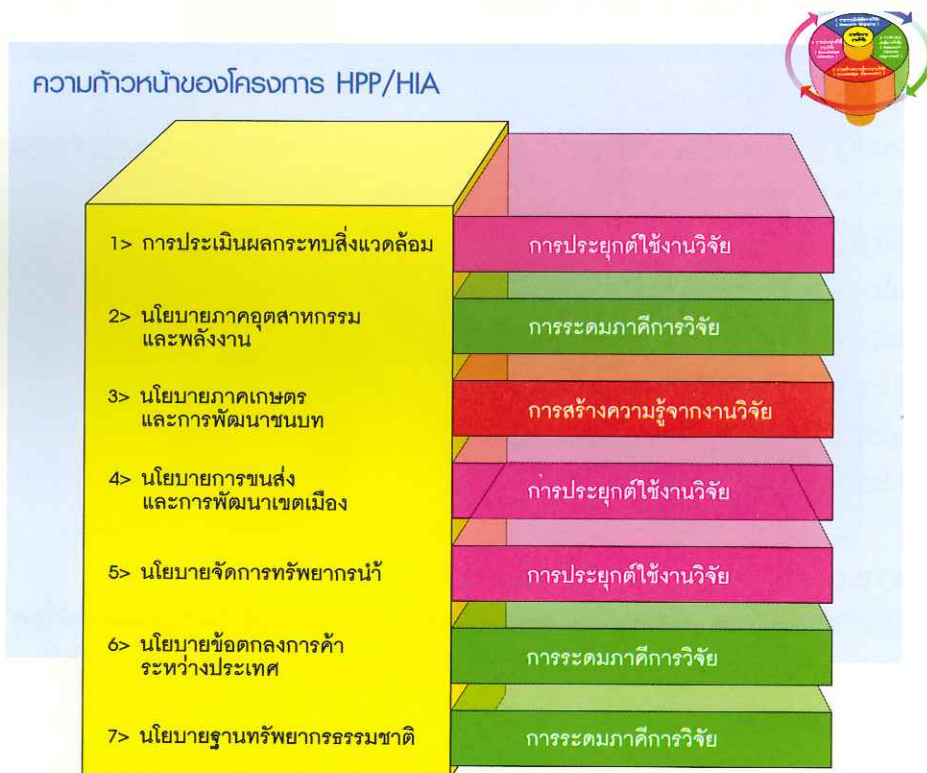 ความก้าวหน้าของโครงการ HPP/HIA
1> การประเมินผลกระทบสิ่งแวดล้อม
การประยุกต์ใช้งานวิจัย
2> นโยบายภาคอุตสาหกรรม
และพลังงาน
การระดมภาคีการวิจัย
3> นโยบายภาคเกษตร
และการพัฒนาชนบท
การสร้างความรู้จากงานวิจัย
4> นโยบายการขนส่ง
และการพัฒนาเขตเมือง
การประยุกต์ใช้งานวิจัย
5> นโยบายจัดการทรัพยากรน้ำ
การประยุกต์ใช้งานวิจัย
6> นโยบายข้อตกลงการค้า
ระหว่างประเทศ
การระดมภาคีการวิจัย
7> นโยบายฐานทรัพยากรธรรมชาติ
การระดมภาคีการวิจัย